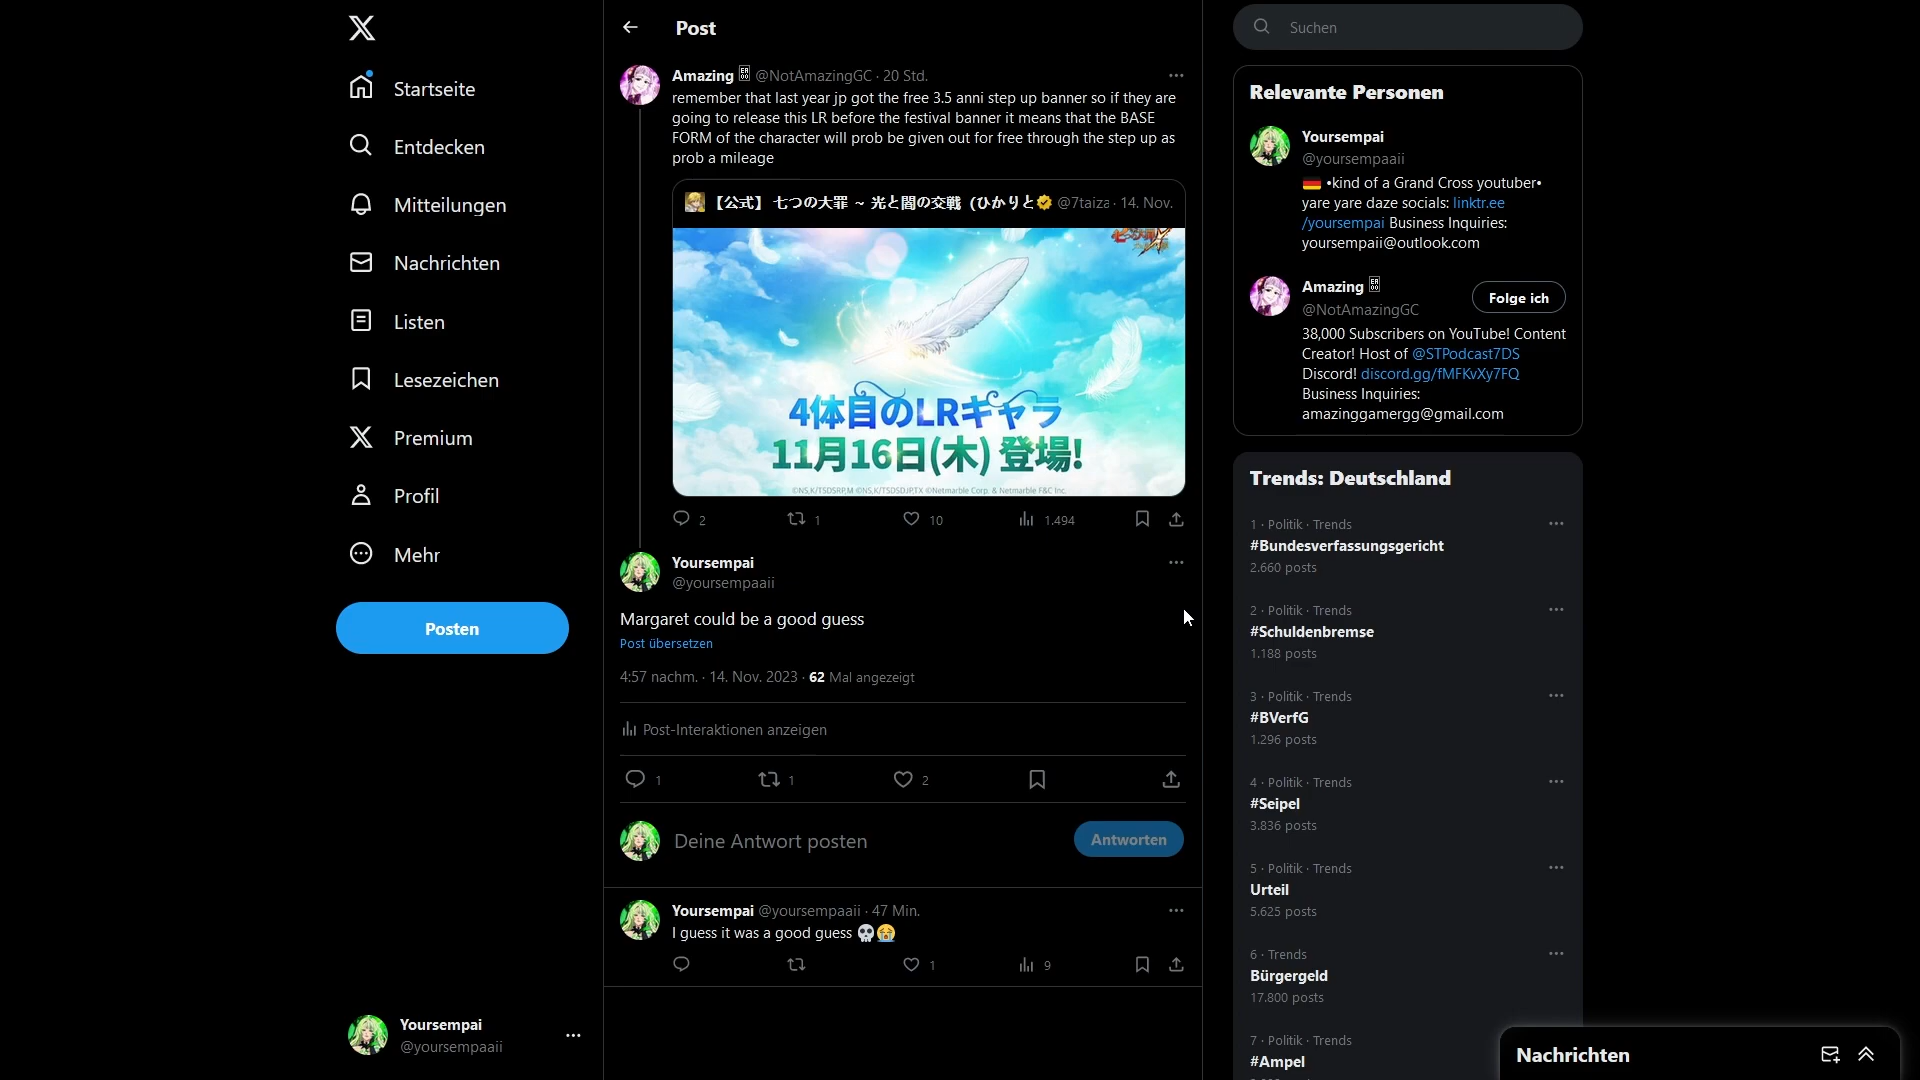 Post
Suchen
Startseite
Entdecken
Mitteilungen
Nachrichten
Listen
Lesezeichen
Premium
Profil
Mehr
Posten
Yoursempai
@yoursempaaii
Amazing @NotAmazingGC · 20 Std.
remember that last year jp got the free 3.5 anni step up banner so if they are
going to release this LR before the festival banner it means that the BASE
FORM of the character will prob be given out for free through the step up as
prob a mileage
【公式】 七つの大罪 ~ 光と闇の交戦 (ひかりと @7taiza · 14. Nov.
4体目のLRキャラ
11月16日(木) 登場!
©NS,K/TSDSRP,M ©NS,K/TSDSDJP,TX ©Netmarble Corp. & Netmarble F&C Inc.
2 1 10 1.494
Yoursempai
@yoursempaaii
Margaret could be a good guess
Post übersetzen
4:57 nachm. · 14. Nov. 2023 · 62 Mal angezeigt
Post-Interaktionen anzeigen
1 1 2
Deine Antwort posten
Antworten
Yoursempai @yoursempaaii · 47 Min.
I guess it was a good guess 💀😭
1 9
Relevante Personen
Yoursempai
@yoursempaaii
🇩🇪 •kind of a Grand Cross youtuber•
yare yare daze socials: linktr.ee
/yoursempai Business Inquiries:
yoursempaii@outlook.com
Amazing
@NotAmazingGC
Folge ich
38,000 Subscribers on YouTube! Content
Creator! Host of @STPodcast7DS
Discord! discord.gg/fMFKvXy7FQ
Business Inquiries:
amazinggamergg@gmail.com
Trends: Deutschland
1 · Politik · Trends
#Bundesverfassungsgericht
2.660 posts
2 · Politik · Trends
#Schuldenbremse
1.188 posts
3 · Politik · Trends
#BVerfG
1.296 posts
4 · Politik · Trends
#Seipel
3.836 posts
5 · Politik · Trends
Urteil
5.625 posts
6 · Trends
Bürgergeld
17.800 posts
7 · Politik · Trends
#Ampel
Nachrichten